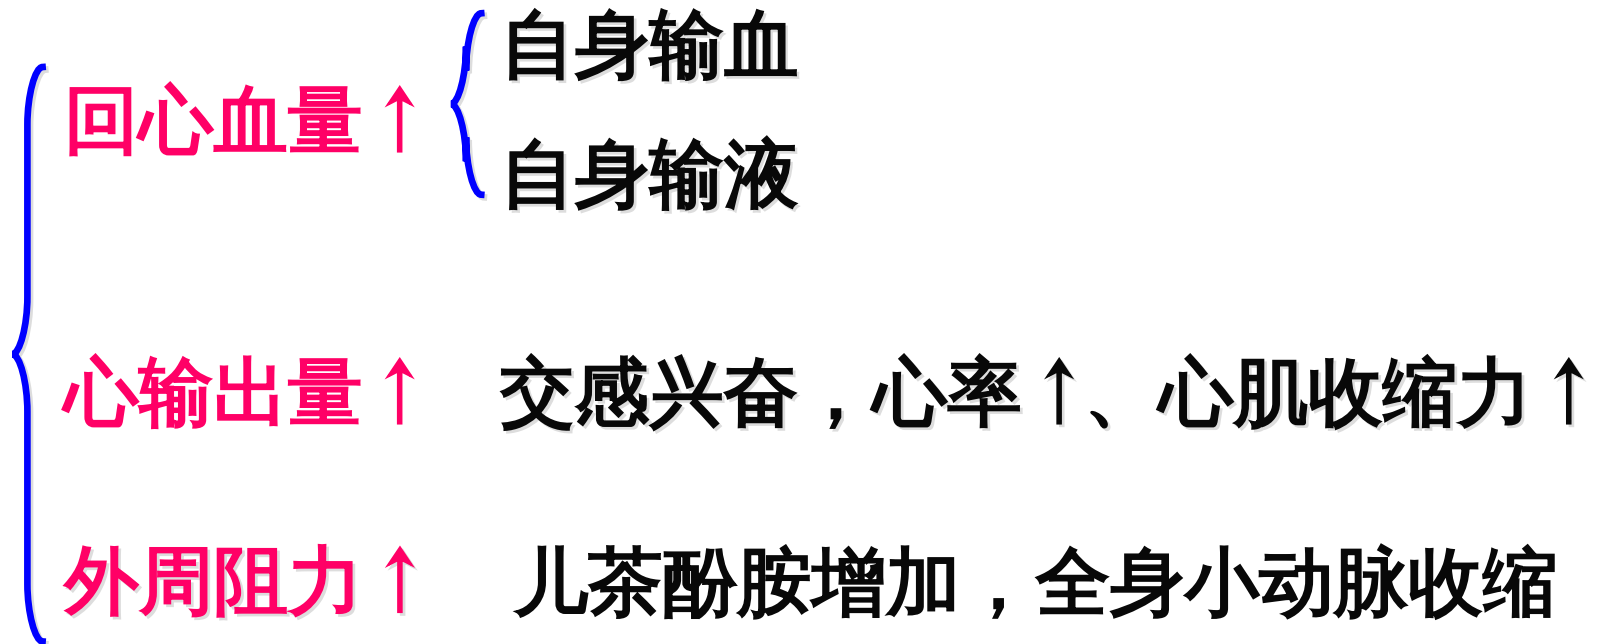 自身输血
回心血量↑
自身输液
心输出量↑ 交感兴奋，心率↑、心肌收缩力↑
外周阻力↑ 儿茶酚胺增加，全身小动脉收缩